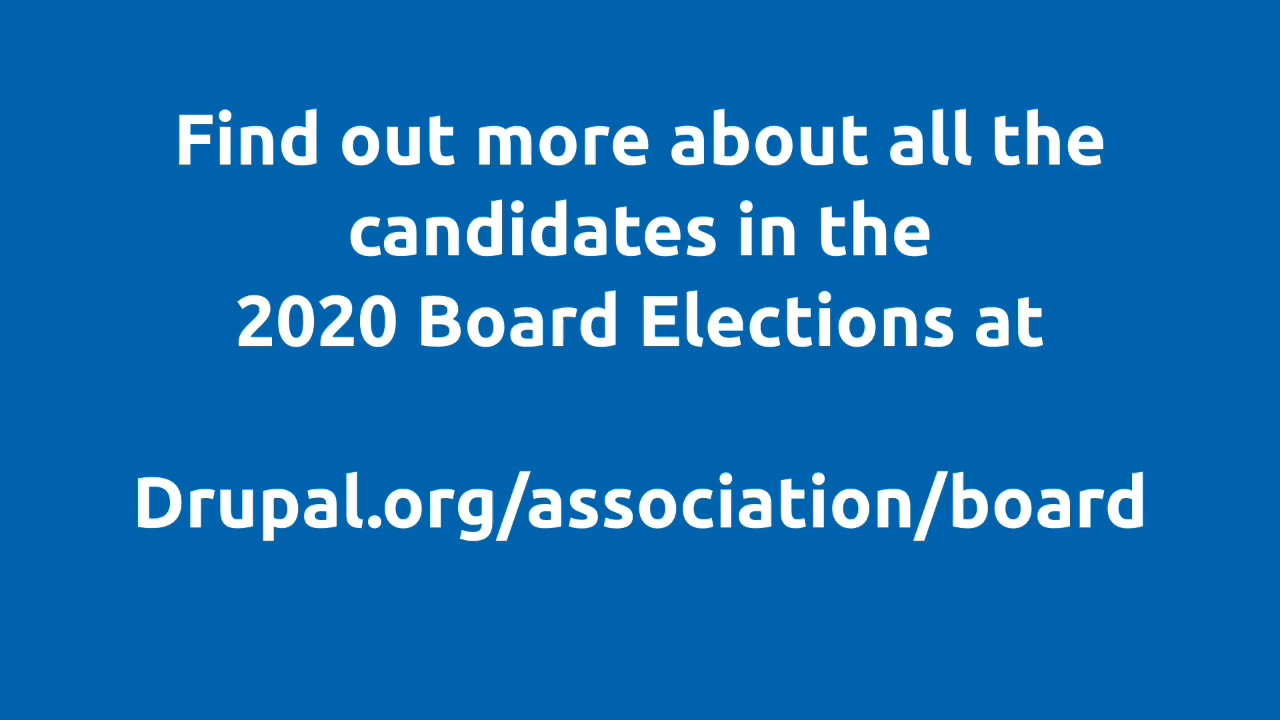 Find out more about all the
candidates in the
2020 Board Elections at
Drupal.org/association/board